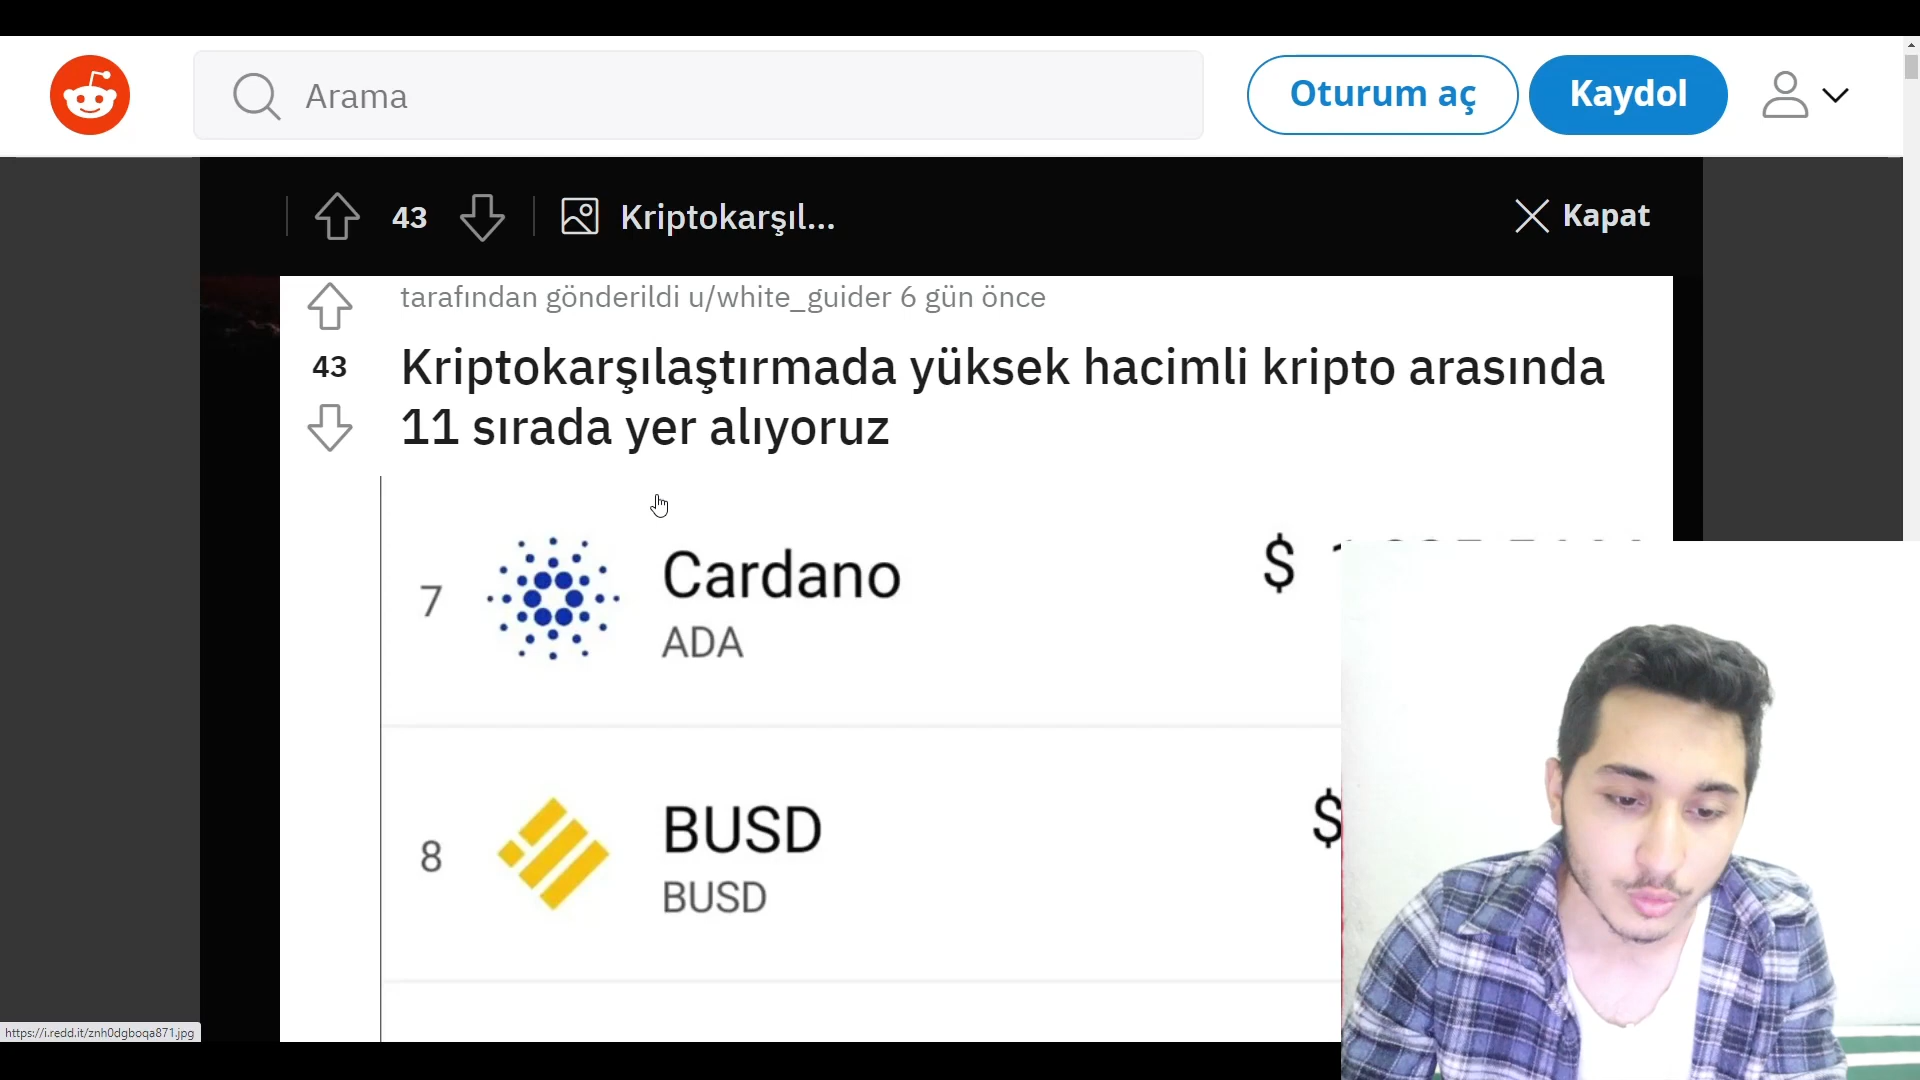 Arama
Oturum aç
Kaydol
43
Kriptokarşıl...
Kapat
tarafından gönderildi u/white_guider 6 gün önce
43
Kriptokarşılaştırmada yüksek hacimli kripto arasında
11 sırada yer alıyoruz
7
Cardano
$
ADA
8
BUSD
$
BUSD
https://i.redd.it/znh0dgboqa871.jpg